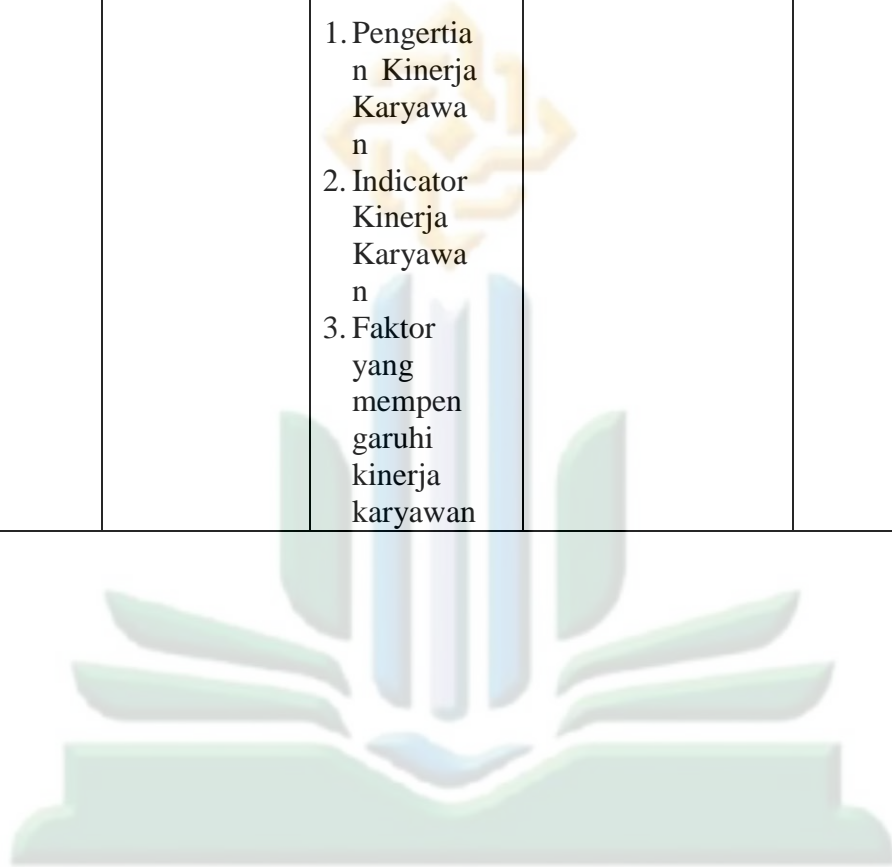 1. Pengertia
n Kinerja
Karyawa
n
2. Indicator
Kinerja
Karyawa
n
3. Faktor
yang
mempen
garuhi
kinerja
karyawan